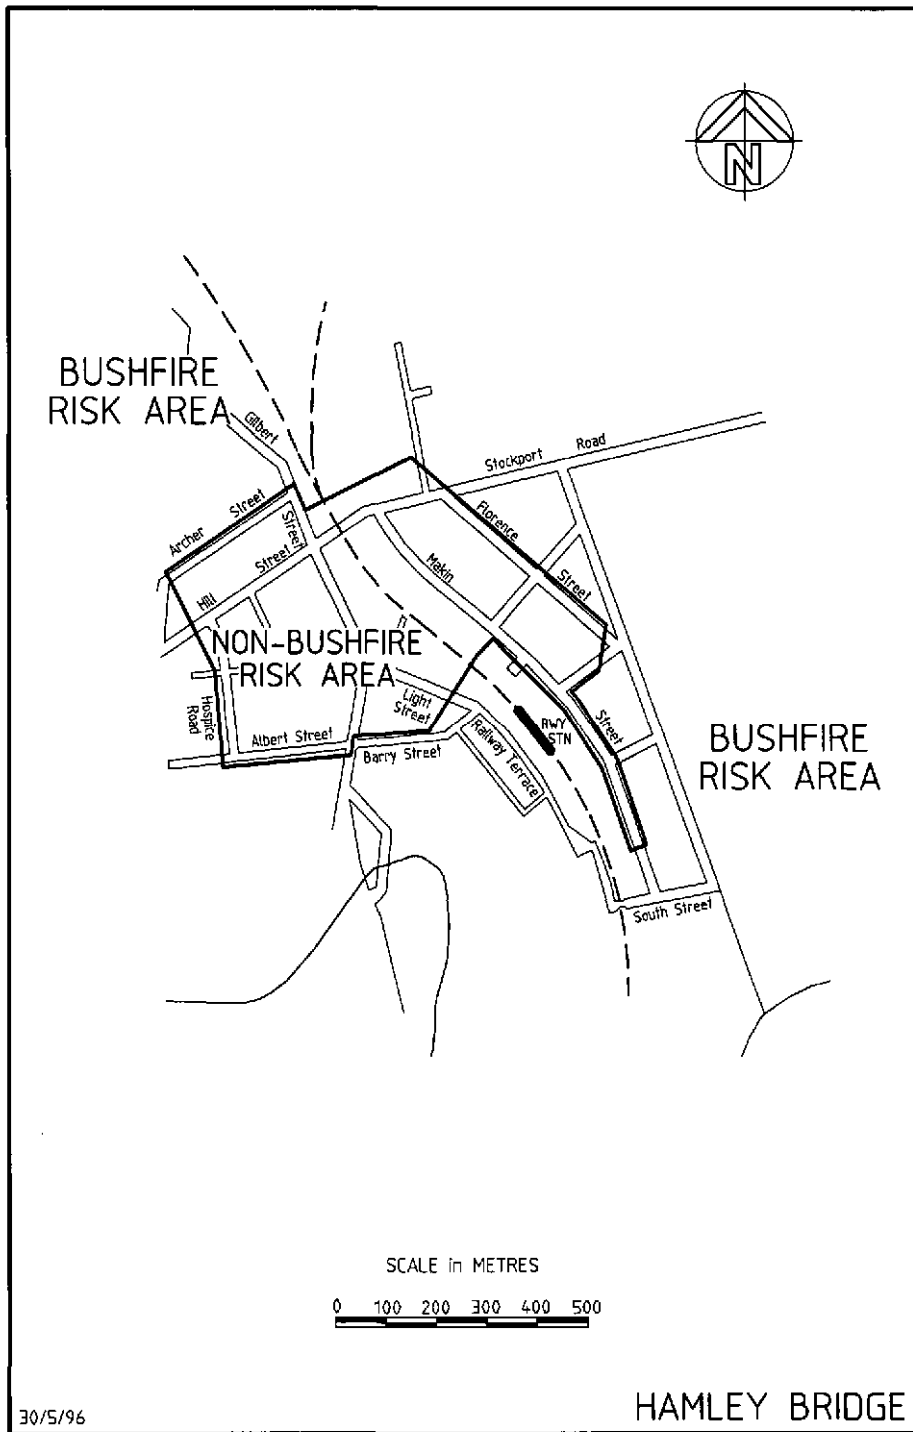 N
BUSHFIRE
RISK AREA
Gilbert
Street
Stockport Road
Archer Street
Florence
Street
Hill Street
Makin
Street
NON-BUSHFIRE
RISK AREA
Hospice
Road
Light
Street
RWY
STN
Railway Terrace
Albert Street
Barry Street
BUSHFIRE
RISK AREA
South Street
SCALE in METRES
0 100 200 300 400 500
30/5/96
HAMLEY BRIDGE